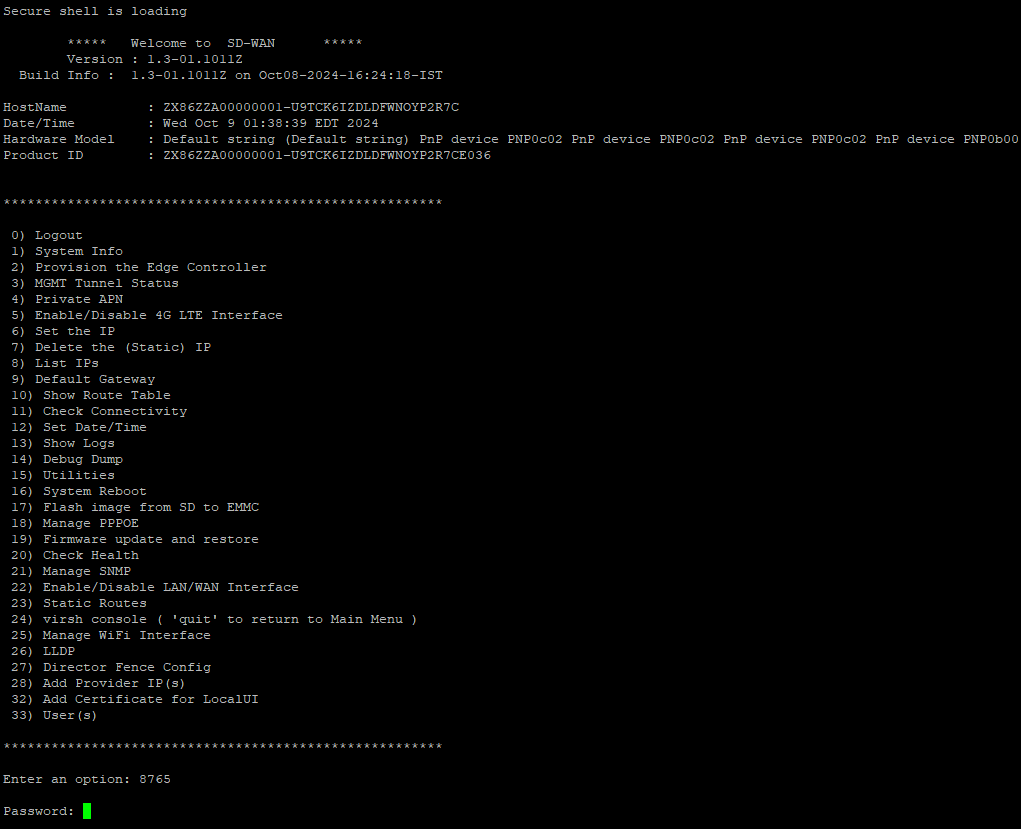 Secure shell is loading
***** Welcome to SD-WAN *****
Version : 1.3-01.1011Z
Build Info : 1.3-01.1011Z on Oct08-2024-16:24:18-IST
HostName : ZX86ZZA00000001-U9TCK6IZDLDFWNOYP2R7C
Date/Time : Wed Oct 9 01:38:39 EDT 2024
Hardware Model : Default string (Default string) PnP device PNP0c02 PnP device PNP0c02 PnP device PNP0c02 PnP device PNP0b00
Product ID : ZX86ZZA00000001-U9TCK6IZDLDFWNOYP2R7CE036
*******************************************************
0) Logout
1) System Info
2) Provision the Edge Controller
3) MGMT Tunnel Status
4) Private APN
5) Enable/Disable 4G LTE Interface
6) Set the IP
7) Delete the (Static) IP
8) List IPs
9) Default Gateway
10) Show Route Table
11) Check Connectivity
12) Set Date/Time
13) Show Logs
14) Debug Dump
15) Utilities
16) System Reboot
17) Flash image from SD to EMMC
18) Manage PPPOE
19) Firmware update and restore
20) Check Health
21) Manage SNMP
22) Enable/Disable LAN/WAN Interface
23) Static Routes
24) virsh console ( 'quit' to return to Main Menu )
25) Manage WiFi Interface
26) LLDP
27) Director Fence Config
28) Add Provider IP(s)
32) Add Certificate for LocalUI
33) User(s)
*******************************************************
Enter an option: 8765
Password: